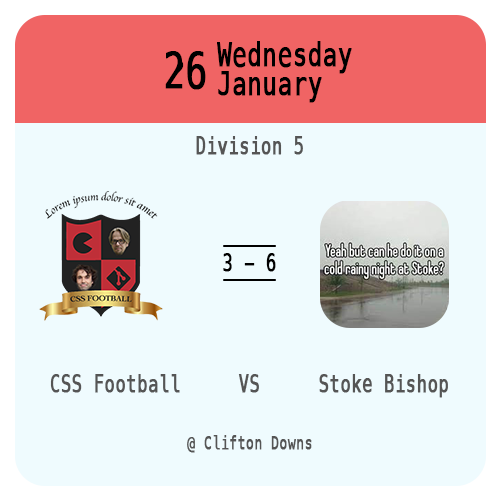 26 Wednesday
January
Division 5
Lorem ipsum dolor sit amet
CSS FOOTBALL
3 - 6
Yeah but can he do it on a
cold rainy night at Stoke?
CSS Football VS Stoke Bishop
@ Clifton Downs